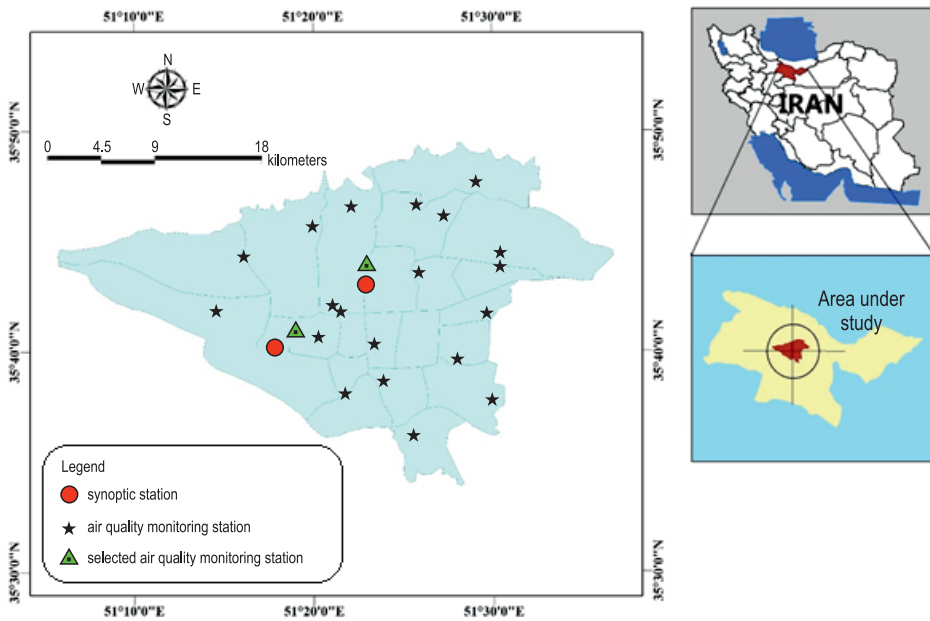 51°10'0"E 51°20'0"E 51°30'0"E
N
W E
S
35°50'0"N 35°50'0"N
0 4.5 9 18
kilometers
IRAN
Area under
study
35°40'0"N 35°40'0"N
Legend
synoptic station
air quality monitoring station
selected air quality monitoring station
35°30'0"N 35°30'0"N
51°10'0"E 51°20'0"E 51°30'0"E